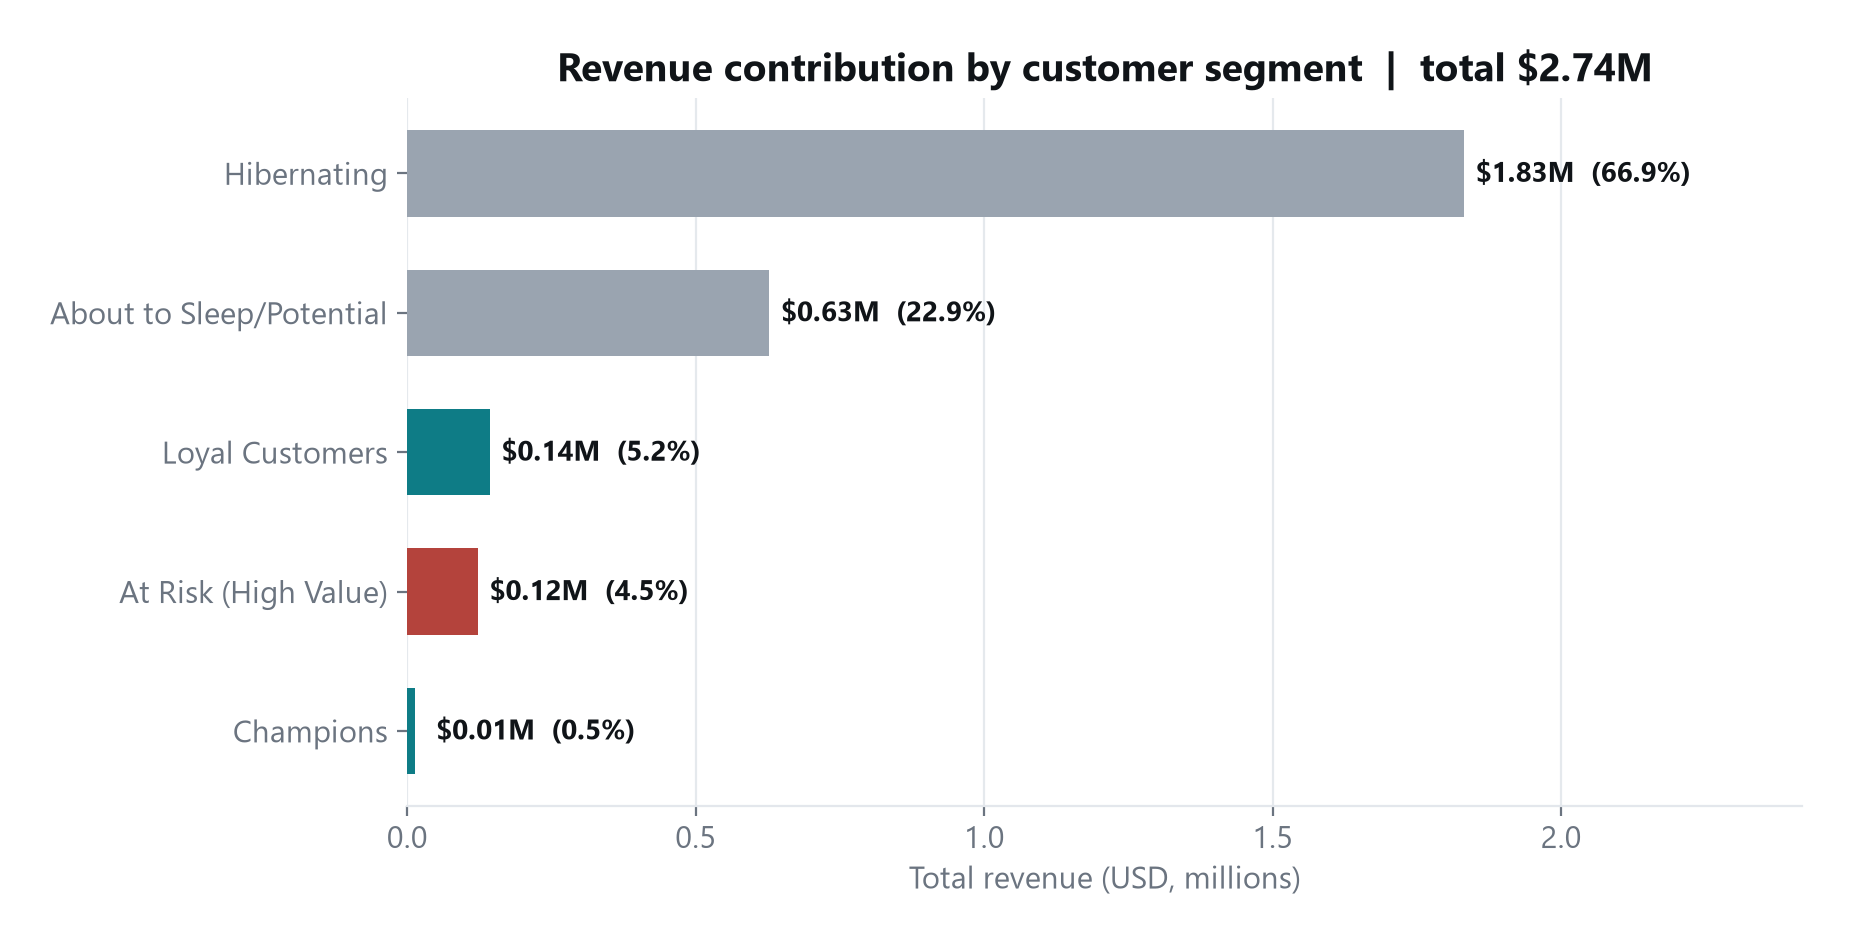 Revenue contribution by customer segment | total $2.74M
Hibernating $1.83M (66.9%)
About to Sleep/Potential $0.63M (22.9%)
Loyal Customers $0.14M (5.2%)
At Risk (High Value) $0.12M (4.5%)
Champions $0.01M (0.5%)
0.0 0.5 1.0 1.5 2.0
Total revenue (USD, millions)